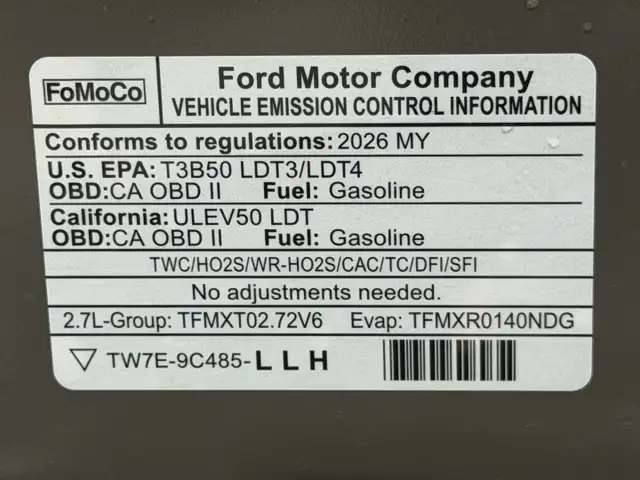 FoMoCo
Ford Motor Company
VEHICLE EMISSION CONTROL INFORMATION
Conforms to regulations: 2026 MY
U.S. EPA: T3B50 LDT3/LDT4
OBD:CA OBD II Fuel: Gasoline
California: ULEV50 LDT
OBD:CA OBD II Fuel: Gasoline
TWC/HO2S/WR-HO2S/CAC/TC/DFI/SFI
No adjustments needed.
2.7L-Group: TFMXT02.72V6 Evap: TFMXR0140NDG
TW7E-9C485-LLH